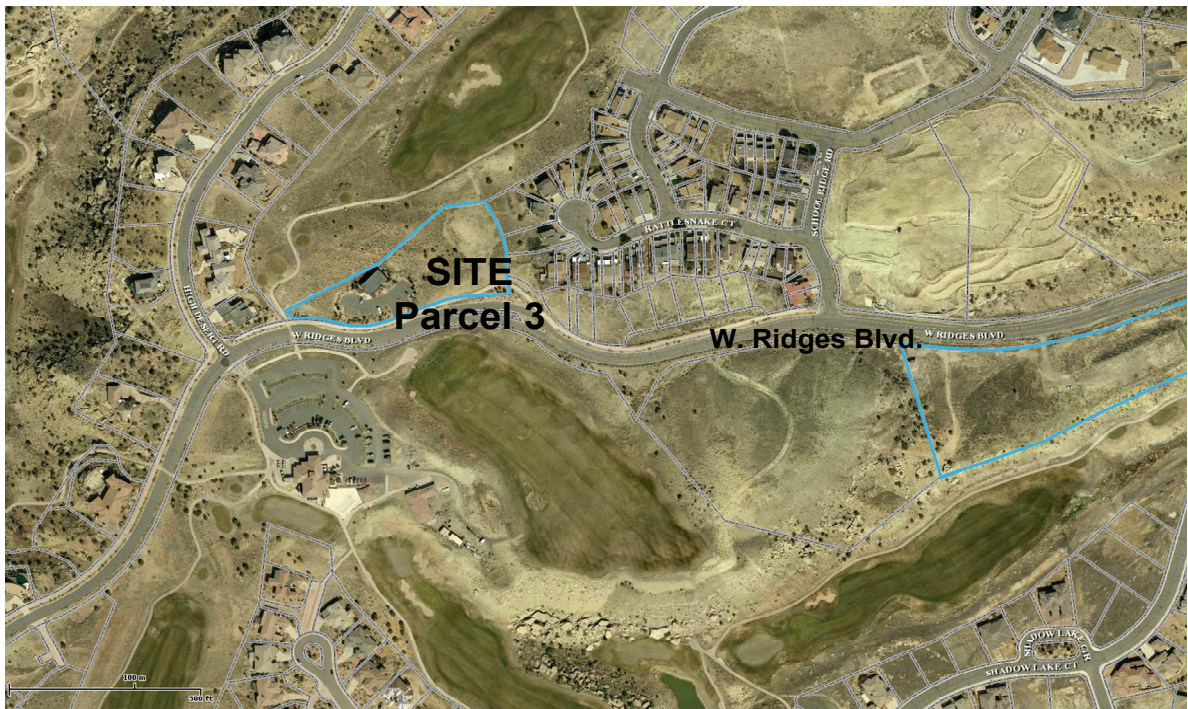 RATTLESNAKE CT
SCHOOL RIDGE RD
SITE
Parcel 3
HIGH DESERT RD
W RIDGES BLVD
W. Ridges Blvd.
W RIDGES BLVD
SHADOW LAKE CIR
SHADOW LAKE CT
100 m
500 ft